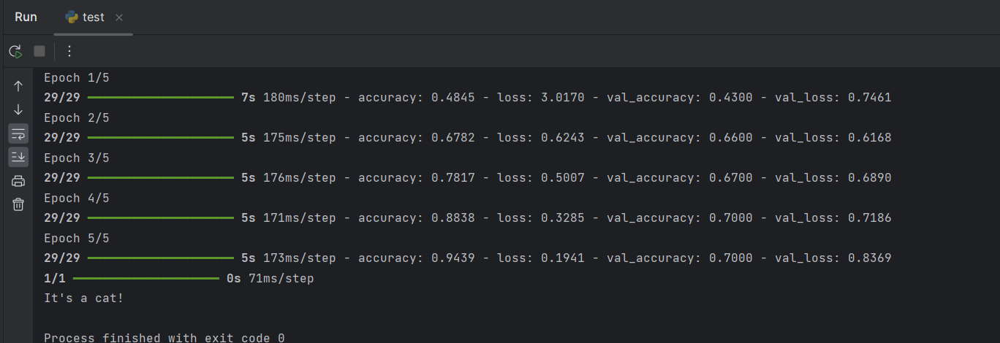 Run test
Epoch 1/5
29/29 ━━━━━━━━━━━━━━━━━━━━ 7s 180ms/step - accuracy: 0.4845 - loss: 3.0170 - val_accuracy: 0.4300 - val_loss: 0.7461
Epoch 2/5
29/29 ━━━━━━━━━━━━━━━━━━━━ 5s 175ms/step - accuracy: 0.6782 - loss: 0.6243 - val_accuracy: 0.6600 - val_loss: 0.6168
Epoch 3/5
29/29 ━━━━━━━━━━━━━━━━━━━━ 5s 176ms/step - accuracy: 0.7817 - loss: 0.5007 - val_accuracy: 0.6700 - val_loss: 0.6890
Epoch 4/5
29/29 ━━━━━━━━━━━━━━━━━━━━ 5s 171ms/step - accuracy: 0.8838 - loss: 0.3285 - val_accuracy: 0.7000 - val_loss: 0.7186
Epoch 5/5
29/29 ━━━━━━━━━━━━━━━━━━━━ 5s 173ms/step - accuracy: 0.9439 - loss: 0.1941 - val_accuracy: 0.7000 - val_loss: 0.8369
1/1 ━━━━━━━━━━━━━━━━━━━━ 0s 71ms/step
It's a cat!
Process finished with exit code 0